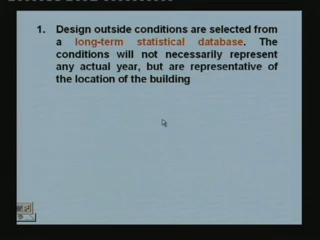 1. Design outside conditions are selected from
a long-term statistical database. The
conditions will not necessarily represent
any actual year, but are representative of
the location of the building